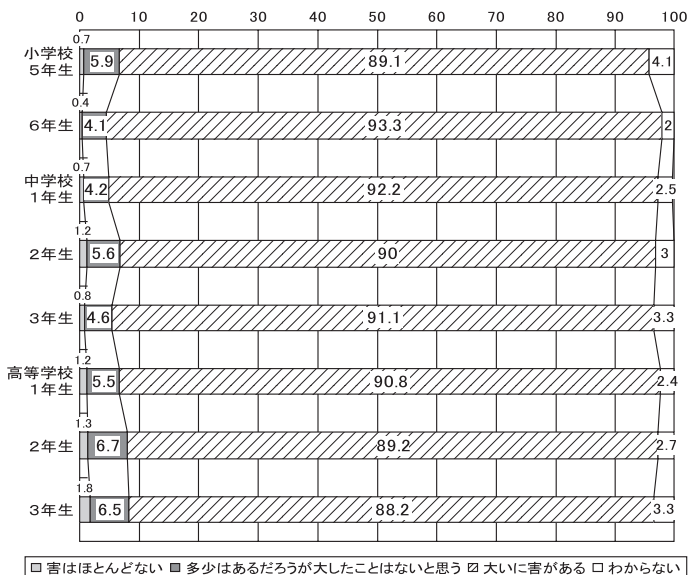 0 10 20 30 40 50 60 70 80 90 100
0.7
小学校
5年生 5.9 89.1 4.1
0.4
6年生 4.1 93.3 2
0.7
中学校
1年生 4.2 92.2 2.5
1.2
2年生 5.6 90 3
0.8
3年生 4.6 91.1 3.3
1.2
高等学校
1年生 5.5 90.8 2.4
1.3
2年生 6.7 89.2 2.7
1.8
3年生 6.5 88.2 3.3
害はほとんどない 多少はあるだろうが大したことはないと思う 大いに害がある わからない